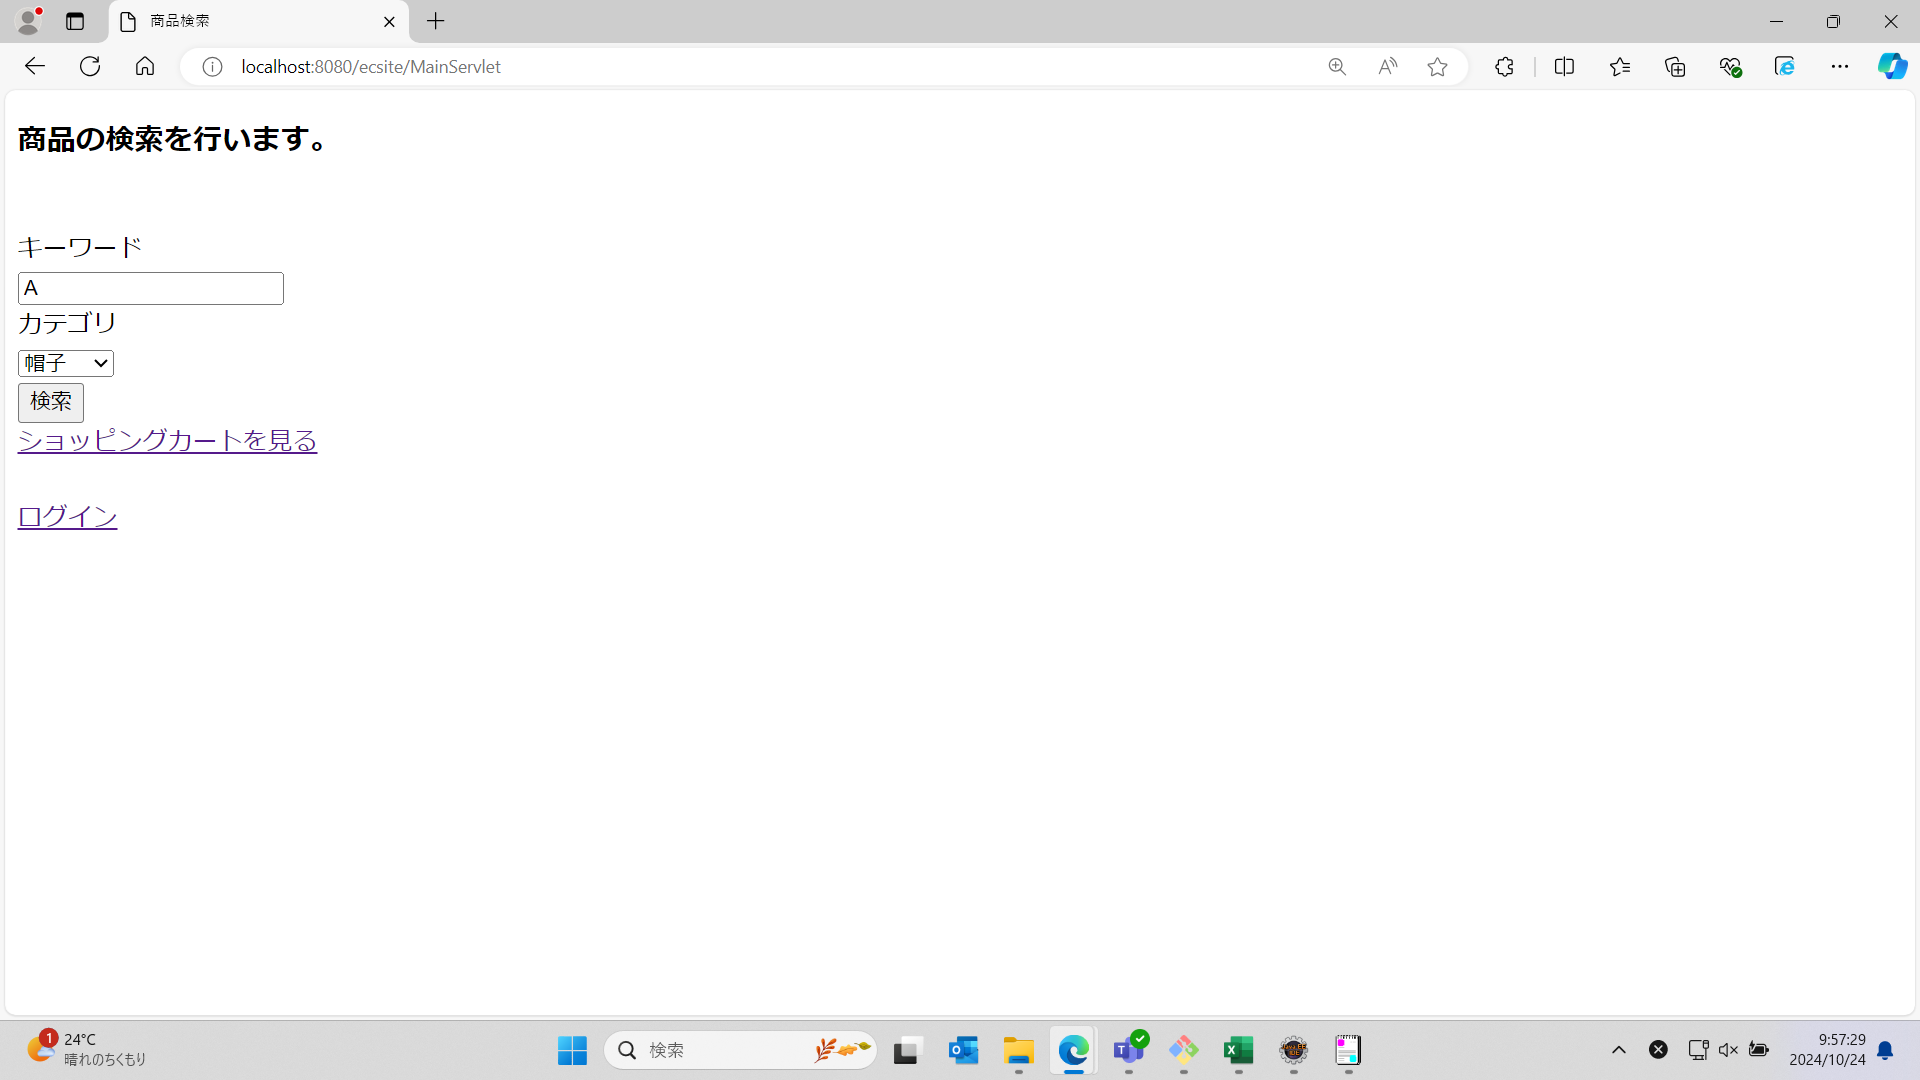 商品検索
localhost:8080/ecsite/MainServlet
商品の検索を行います。
キーワード
A
カテゴリ
帽子
検索
ショッピングカートを見る
ログイン
1
24°C
晴れのちくもり
検索
9:57:29
2024/10/24